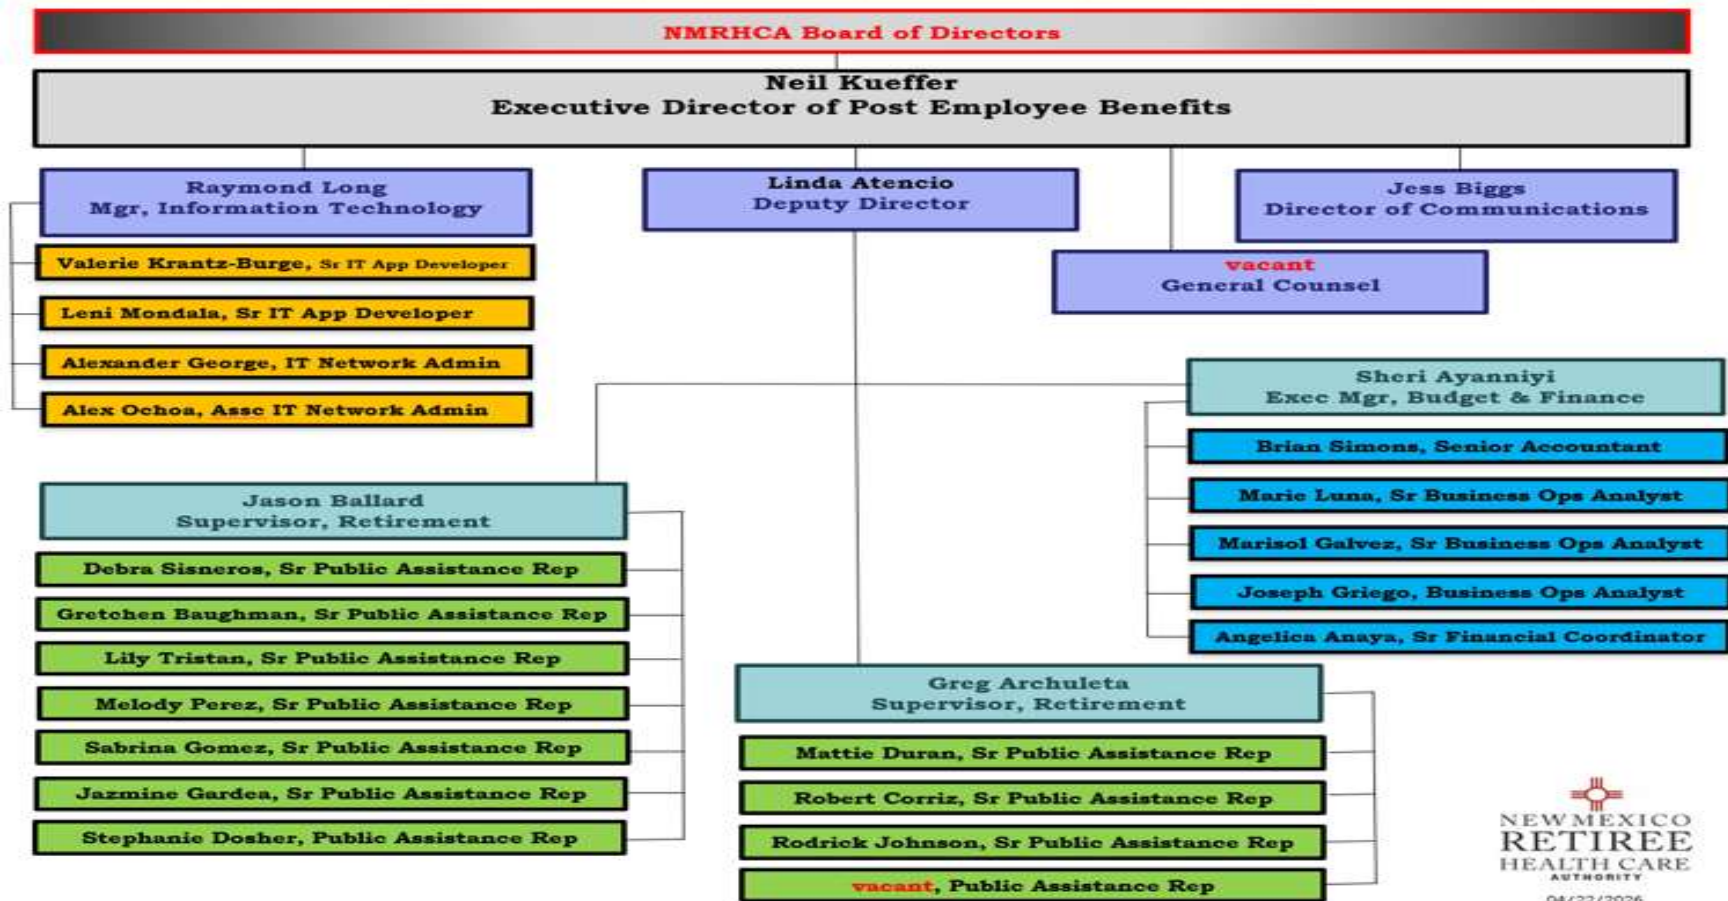 NMRHCA Board of Directors
Neil Kueffer
Executive Director of Post Employee Benefits
Raymond Long
Mgr, Information Technology
Linda Atencio
Deputy Director
Jess Biggs
Director of Communications
vacant
General Counsel
Valerie Krantz-Burge, Sr IT App Developer
Leni Mondala, Sr IT App Developer
Alexander George, IT Network Admin
Alex Ochoa, Assc IT Network Admin
Sheri Ayanniyi
Exec Mgr, Budget & Finance
Brian Simons, Senior Accountant
Marie Luna, Sr Business Ops Analyst
Marisol Galvez, Sr Business Ops Analyst
Joseph Griego, Business Ops Analyst
Angelica Anaya, Sr Financial Coordinator
Jason Ballard
Supervisor, Retirement
Debra Sisneros, Sr Public Assistance Rep
Gretchen Baughman, Sr Public Assistance Rep
Lily Tristan, Sr Public Assistance Rep
Melody Perez, Sr Public Assistance Rep
Sabrina Gomez, Sr Public Assistance Rep
Jazmine Gardea, Sr Public Assistance Rep
Stephanie Dosher, Public Assistance Rep
Greg Archuleta
Supervisor, Retirement
Mattie Duran, Sr Public Assistance Rep
Robert Corriz, Sr Public Assistance Rep
Rodrick Johnson, Sr Public Assistance Rep
vacant, Public Assistance Rep
NEW MEXICO
RETIREE
HEALTH CARE
AUTHORITY
04/22/2026